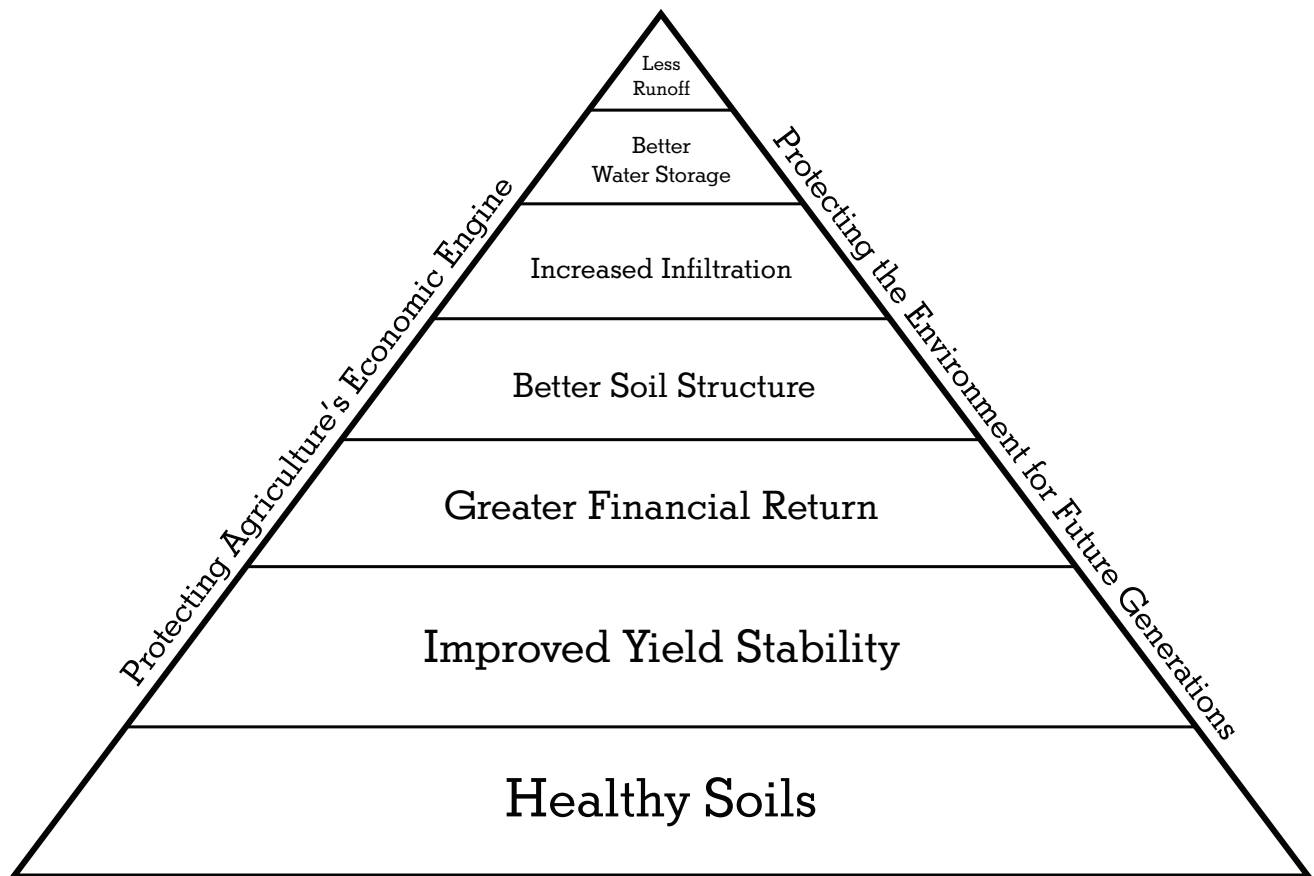 Less
Runoff
Better
Water Storage
Increased Infiltration
Better Soil Structure
Greater Financial Return
Improved Yield Stability
Healthy Soils
Protecting Agriculture's Economic Engine
Protecting the Environment for Future Generations